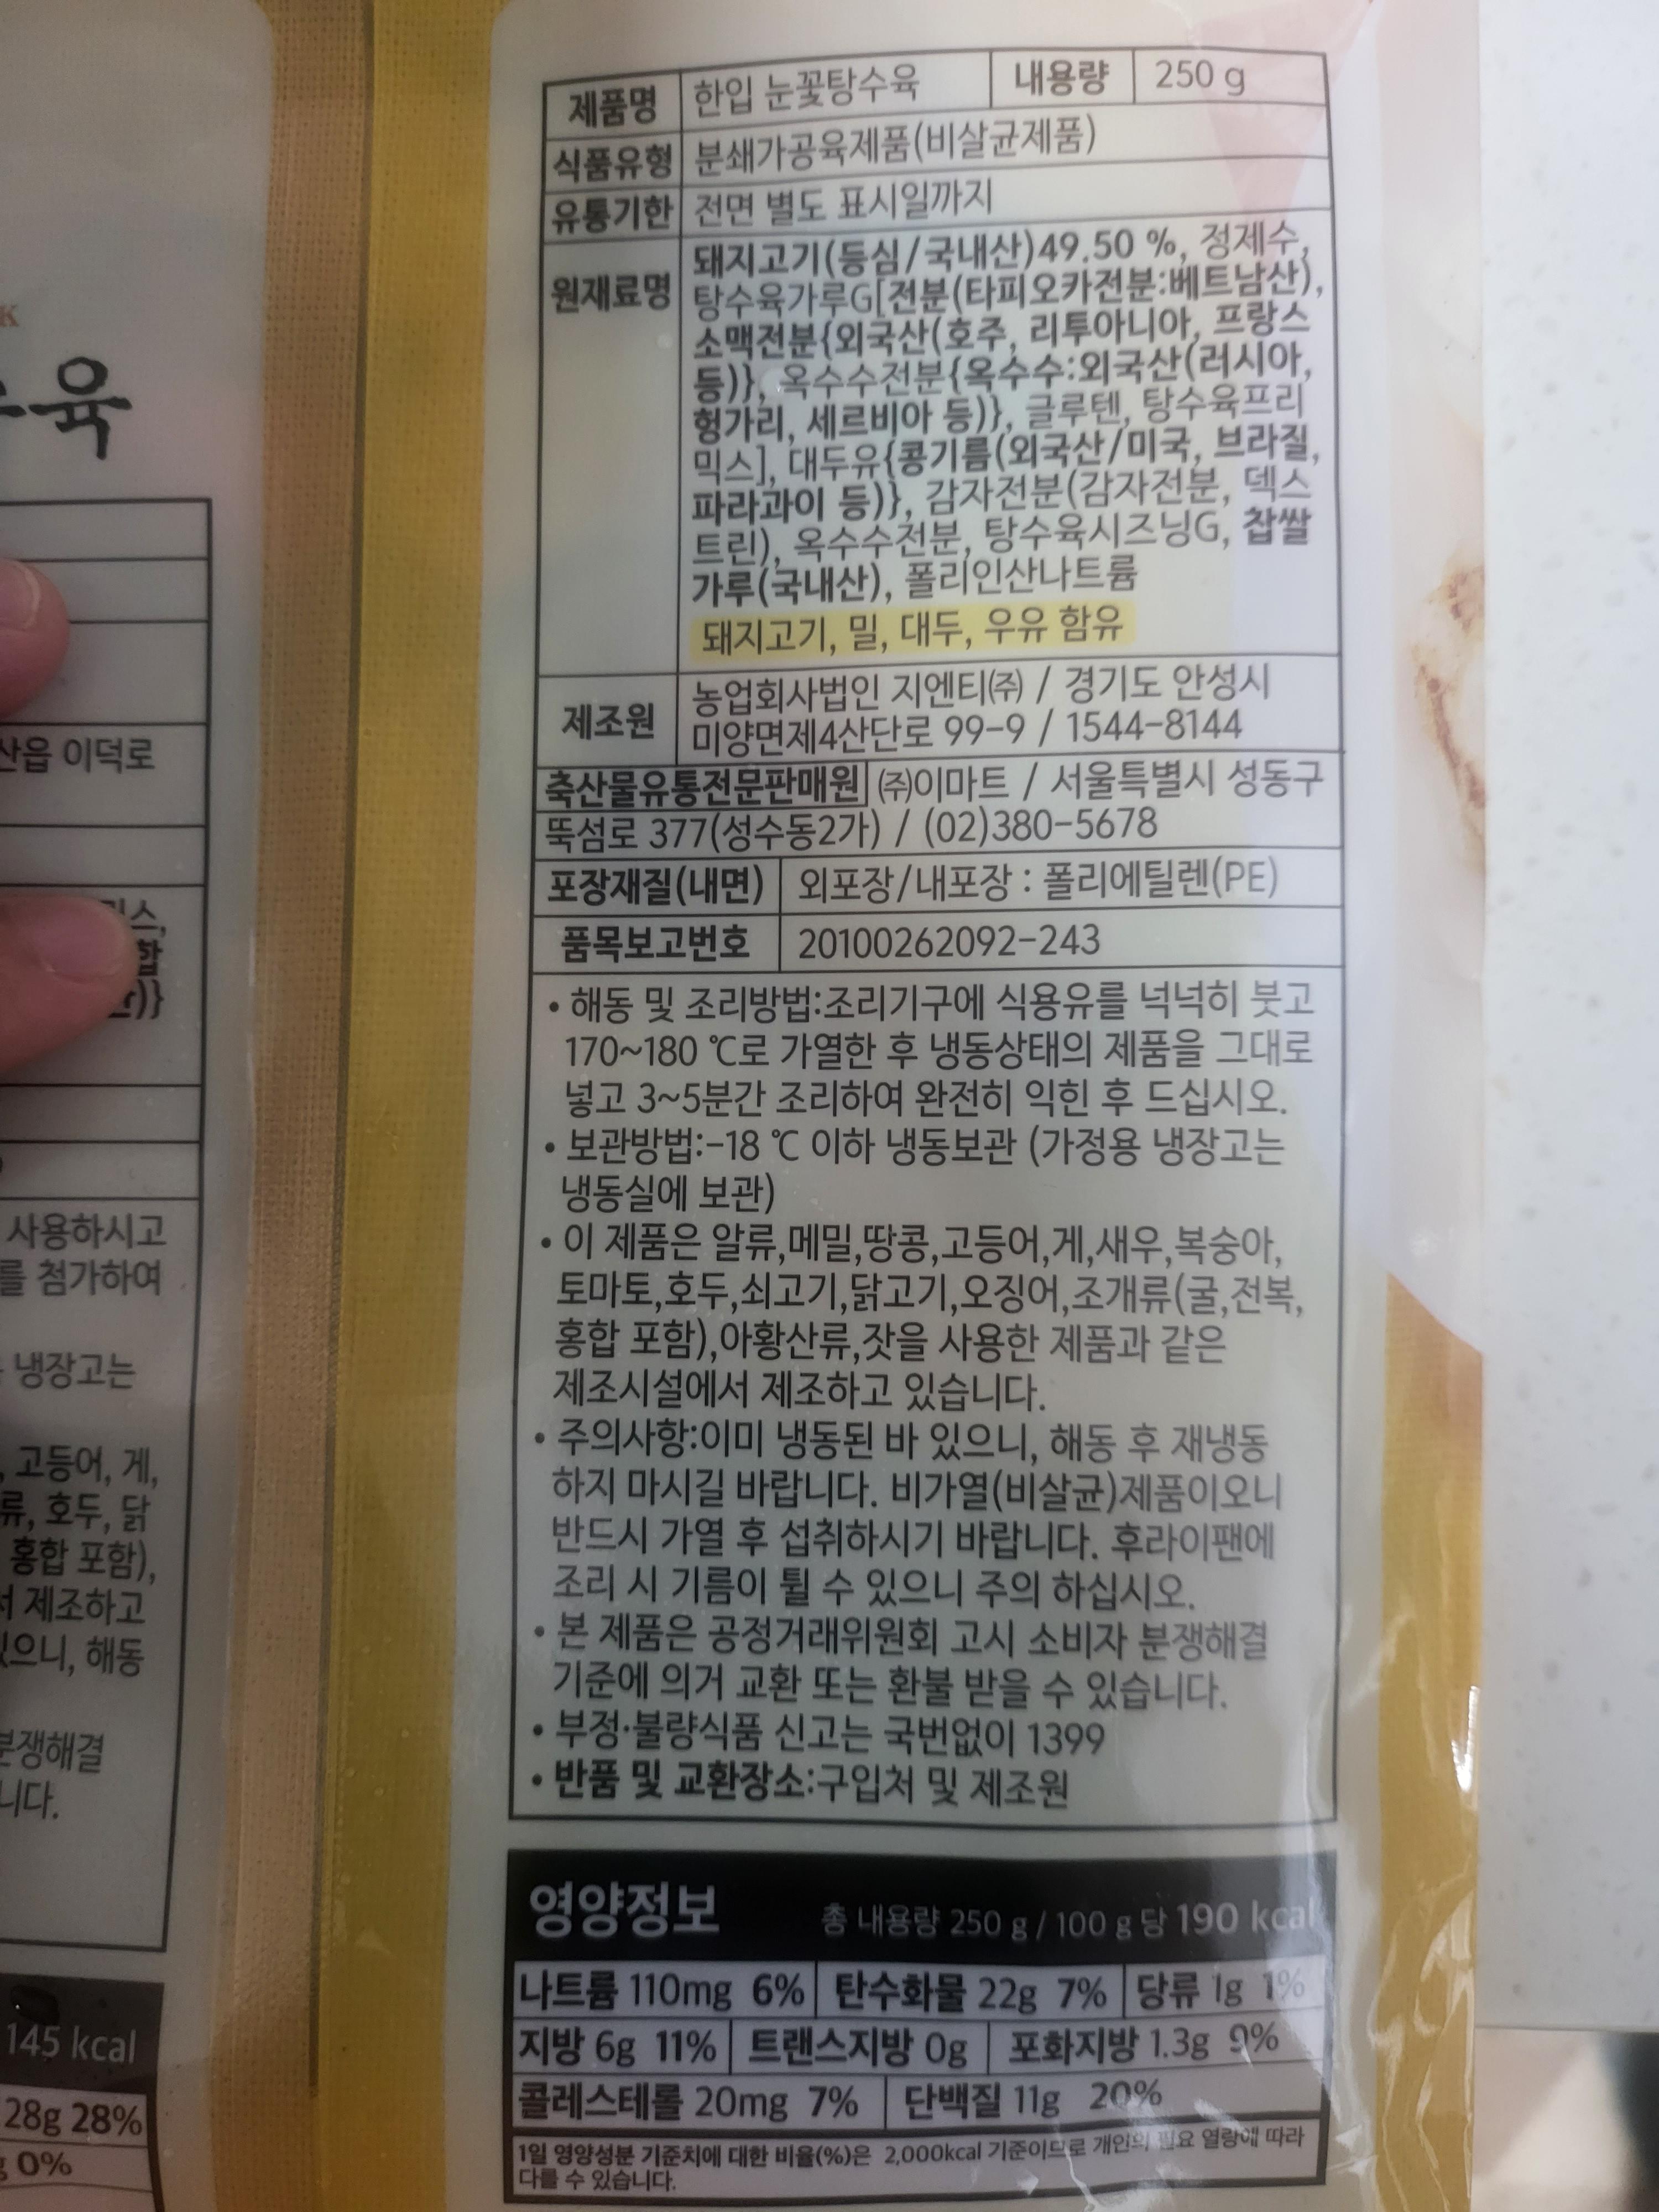 K
수육
산읍 이덕로
합
사용하시고
를 첨가하여
냉장고는
, 고등어, 게,
류, 호두, 닭
홍합 포함),
서 제조하고
있으니, 해동
분쟁해결
니다.
145 kcal
28g 28%
g 0%
제품명 한입 눈꽃탕수육 내용량 250 g
식품유형 분쇄가공육제품(비살균제품)
유통기한 전면 별도 표시일까지
원재료명 돼지고기(등심/국내산)49.50 %, 정제수,
탕수육가루G[전분(타피오카전분:베트남산),
소맥전분{외국산(호주, 리투아니아, 프랑스
등)}, 옥수수전분{옥수수:외국산(러시아,
헝가리, 세르비아 등)}, 글루텐, 탕수육프리
믹스], 대두유{콩기름(외국산/미국, 브라질,
파라과이 등)}, 감자전분(감자전분, 덱스
트린), 옥수수전분, 탕수육시즈닝G, 찹쌀
가루(국내산), 폴리인산나트륨
돼지고기, 밀, 대두, 우유 함유
제조원 농업회사법인 지엔티㈜ / 경기도 안성시
미양면제4산단로 99-9 / 1544-8144
축산물유통전문판매원 ㈜이마트 / 서울특별시 성동구
뚝섬로 377(성수동2가) / (02)380-5678
포장재질(내면) 외포장/내포장 : 폴리에틸렌(PE)
품목보고번호 20100262092-243
• 해동 및 조리방법:조리기구에 식용유를 넉넉히 붓고
170~180 ℃로 가열한 후 냉동상태의 제품을 그대로
넣고 3~5분간 조리하여 완전히 익힌 후 드십시오.
• 보관방법:-18 ℃ 이하 냉동보관 (가정용 냉장고는
냉동실에 보관)
• 이 제품은 알류,메밀,땅콩,고등어,게,새우,복숭아,
토마토,호두,쇠고기,닭고기,오징어,조개류(굴,전복,
홍합 포함),아황산류,잣을 사용한 제품과 같은
제조시설에서 제조하고 있습니다.
• 주의사항:이미 냉동된 바 있으니, 해동 후 재냉동
하지 마시길 바랍니다. 비가열(비살균)제품이오니
반드시 가열 후 섭취하시기 바랍니다. 후라이팬에
조리 시 기름이 튈 수 있으니 주의 하십시오.
• 본 제품은 공정거래위원회 고시 소비자 분쟁해결
기준에 의거 교환 또는 환불 받을 수 있습니다.
• 부정·불량식품 신고는 국번없이 1399
• 반품 및 교환장소:구입처 및 제조원
영양정보 총 내용량 250 g / 100 g 당 190 kcal
나트륨 110mg 6% 탄수화물 22g 7% 당류 1g 1%
지방 6g 11% 트랜스지방 0g 포화지방 1.3g 9%
콜레스테롤 20mg 7% 단백질 11g 20%
1일 영양성분 기준치에 대한 비율(%)은 2,000kcal 기준이므로 개인의 필요 열량에 따라
다를 수 있습니다.